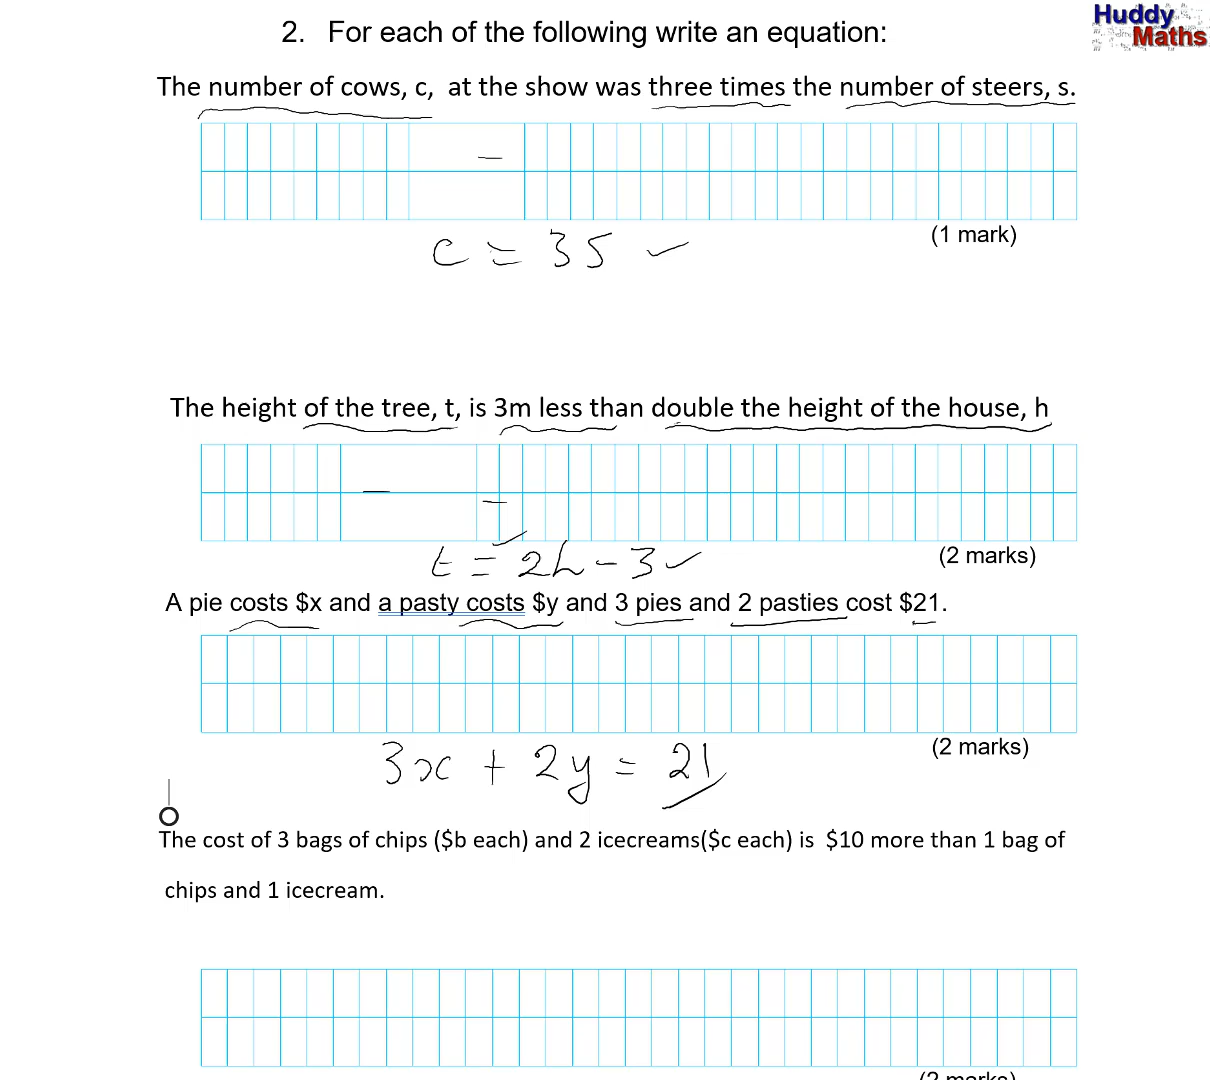 Huddy
Maths
2. For each of the following write an equation:
The number of cows, c, at the show was three times the number of steers, s.
(1 mark)
c = 3s
The height of the tree, t, is 3m less than double the height of the house, h
(2 marks)
t = 2h - 3
A pie costs $x and a pasty costs $y and 3 pies and 2 pasties cost $21.
(2 marks)
3x + 2y = 21
The cost of 3 bags of chips ($b each) and 2 icecreams($c each) is $10 more than 1 bag of
chips and 1 icecream.
(2 marks)